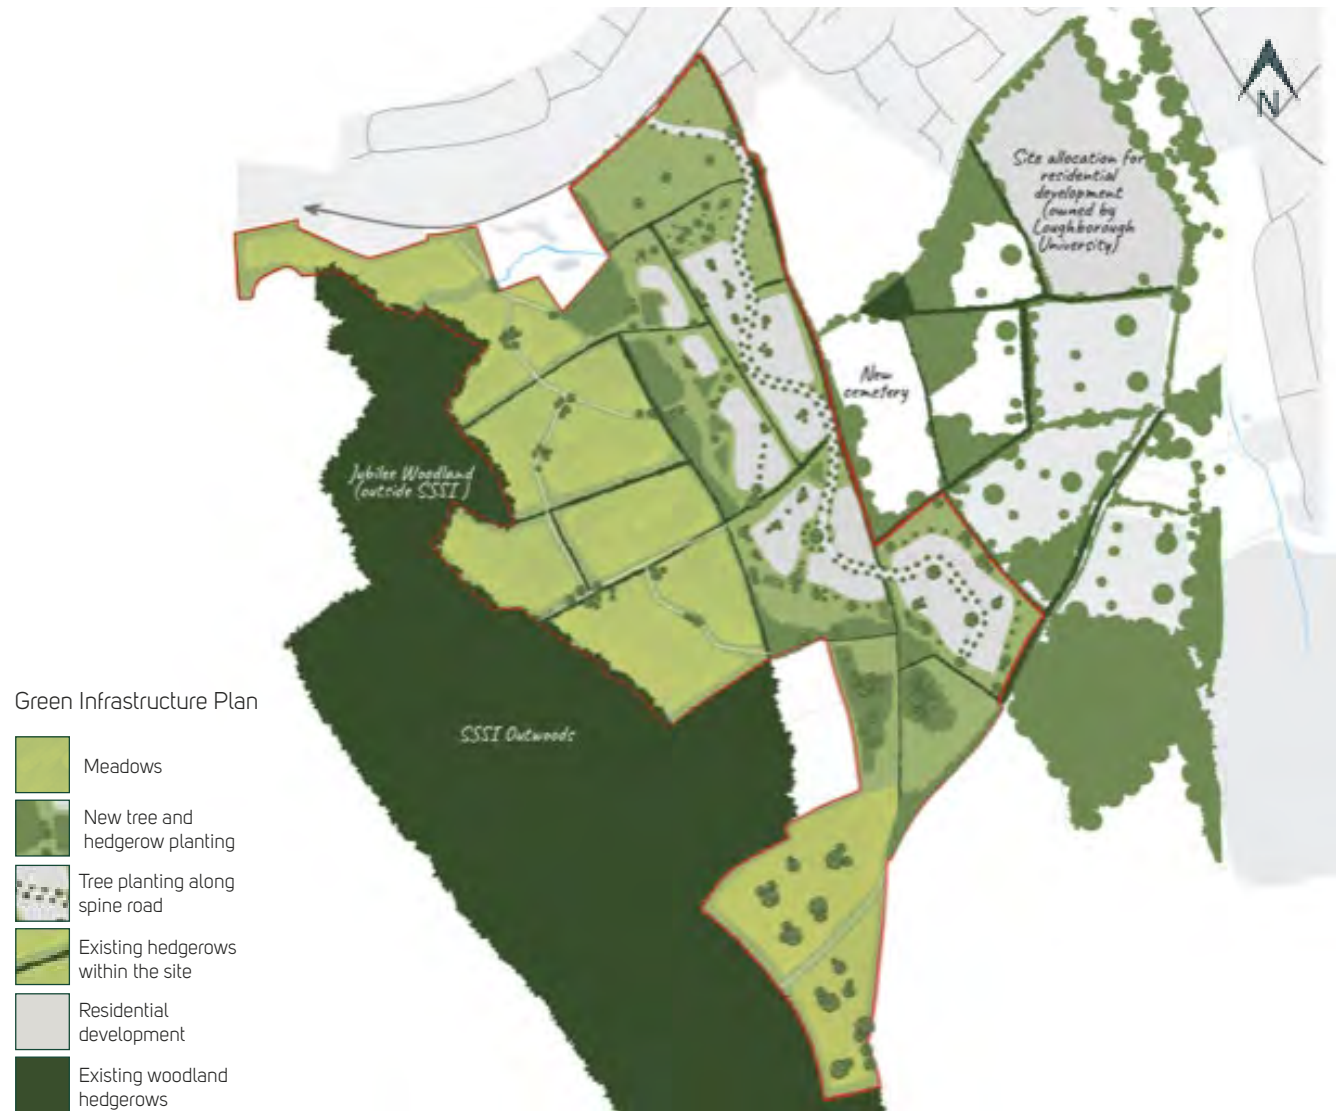 N
Site allocation for
residential
development
(owned by
Loughborough
University)
New
cemetery
Jubilee Woodland
(outside SSSI)
SSSI Outwoods
Green Infrastructure Plan
Meadows
New tree and
hedgerow planting
Tree planting along
spine road
Existing hedgerows
within the site
Residential
development
Existing woodland
hedgerows